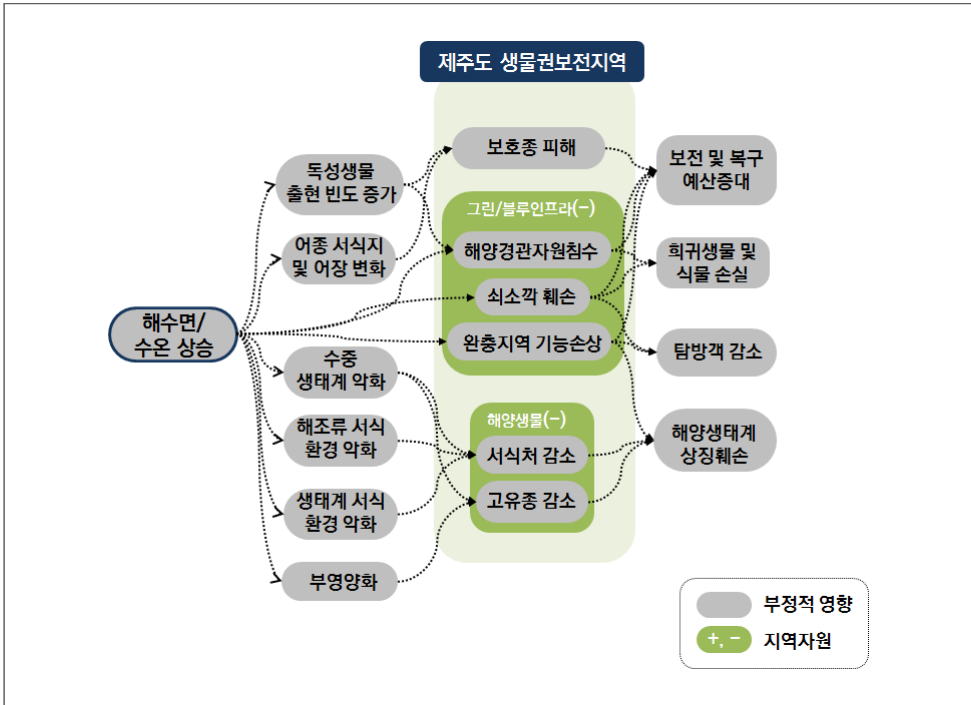 제주도 생물권보전지역
해수면/
수온 상승
독성생물
출현 빈도 증가
어종 서식지
및 어장 변화
수중
생태계 악화
해조류 서식
환경 악화
생태계 서식
환경 악화
부영양화
보호종 피해
그린/블루인프라(-)
해양경관자원침수
쇠소깍 훼손
완충지역 기능손상
해양생물(-)
서식처 감소
고유종 감소
보전 및 복구
예산증대
희귀생물 및
식물 손실
탐방객 감소
해양생태계
상징훼손
부정적 영향
+, -
지역자원